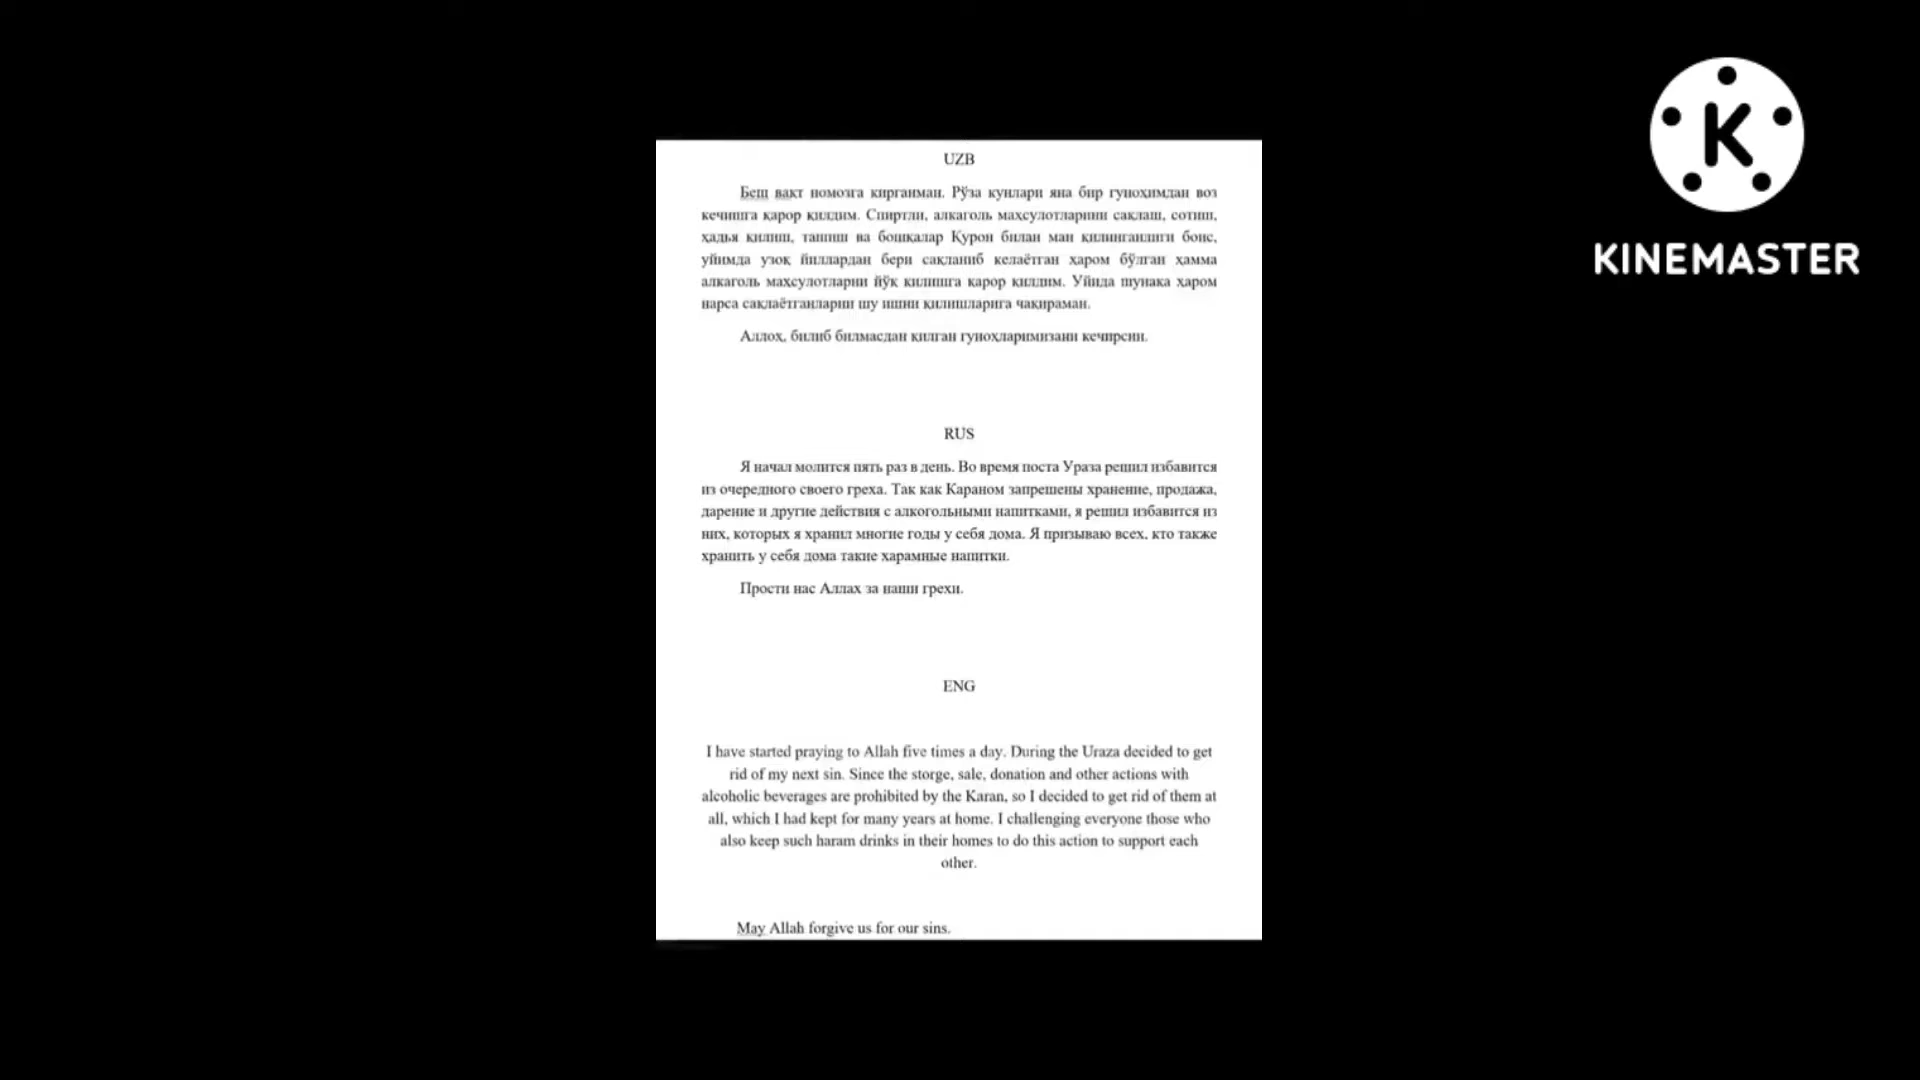 UZB
Беш вақт номозга кирганман. Рўза кунлари яна бир гуноҳимдан воз
кечишга қарор қилдим. Спиртли, алкаголь маҳсулотларини сақлаш, сотиш,
ҳадья қилиш, ташиш ва бошқалар Қурон билан ман қилинганлиги боис,
уйимда узоқ йиллардан бери сақланиб келаётган ҳаром бўлган ҳамма
алкаголь маҳсулотларни йўқ қилишга қарор қилдим. Уйида шунака ҳаром
нарса сақлаётганларни шу ишни қилишларига чақираман.
Аллоҳ, билиб билмасдан қилган гуноҳларимизани кечирсин.
RUS
Я начал молится пять раз в день. Во время поста Ураза решил избавится
из очередного своего греха. Так как Караном запрешены хранение, продажа,
дарение и другие действия с алкогольными напитками, я решил избавится из
них, которых я хранил многие годы у себя дома. Я призываю всех, кто также
хранить у себя дома такие харамные напитки.
Прости нас Аллах за наши грехи.
ENG
I have started praying to Allah five times a day. During the Uraza decided to get
rid of my next sin. Since the storge, sale, donation and other actions with
alcoholic beverages are prohibited by the Karan, so I decided to get rid of them at
all, which I had kept for many years at home. I challenging everyone those who
also keep such haram drinks in their homes to do this action to support each
other.
May Allah forgive us for our sins.
K
KINEMASTER